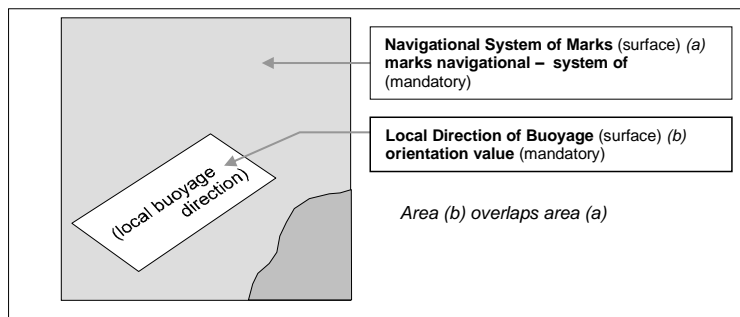 Navigational System of Marks (surface) (a)
marks navigational – system of
(mandatory)
Local Direction of Buoyage (surface) (b)
orientation value (mandatory)
(local buoyage
direction)
Area (b) overlaps area (a)